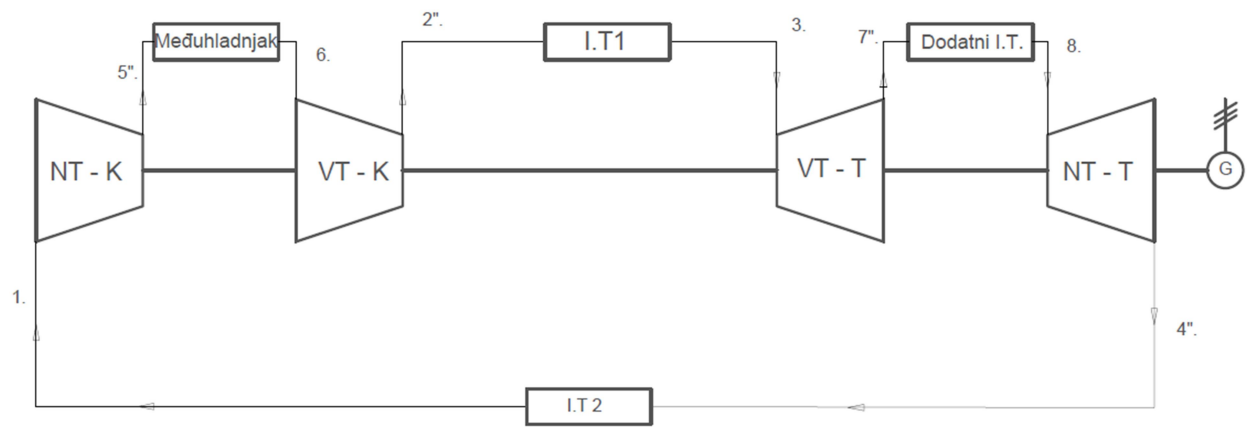 2".
I.T1
3.
7".
Dodatni I.T.
8.
Međuhladnjak
5".
6.
NT - K
VT - K
VT - T
NT - T
G
1.
4".
I.T 2